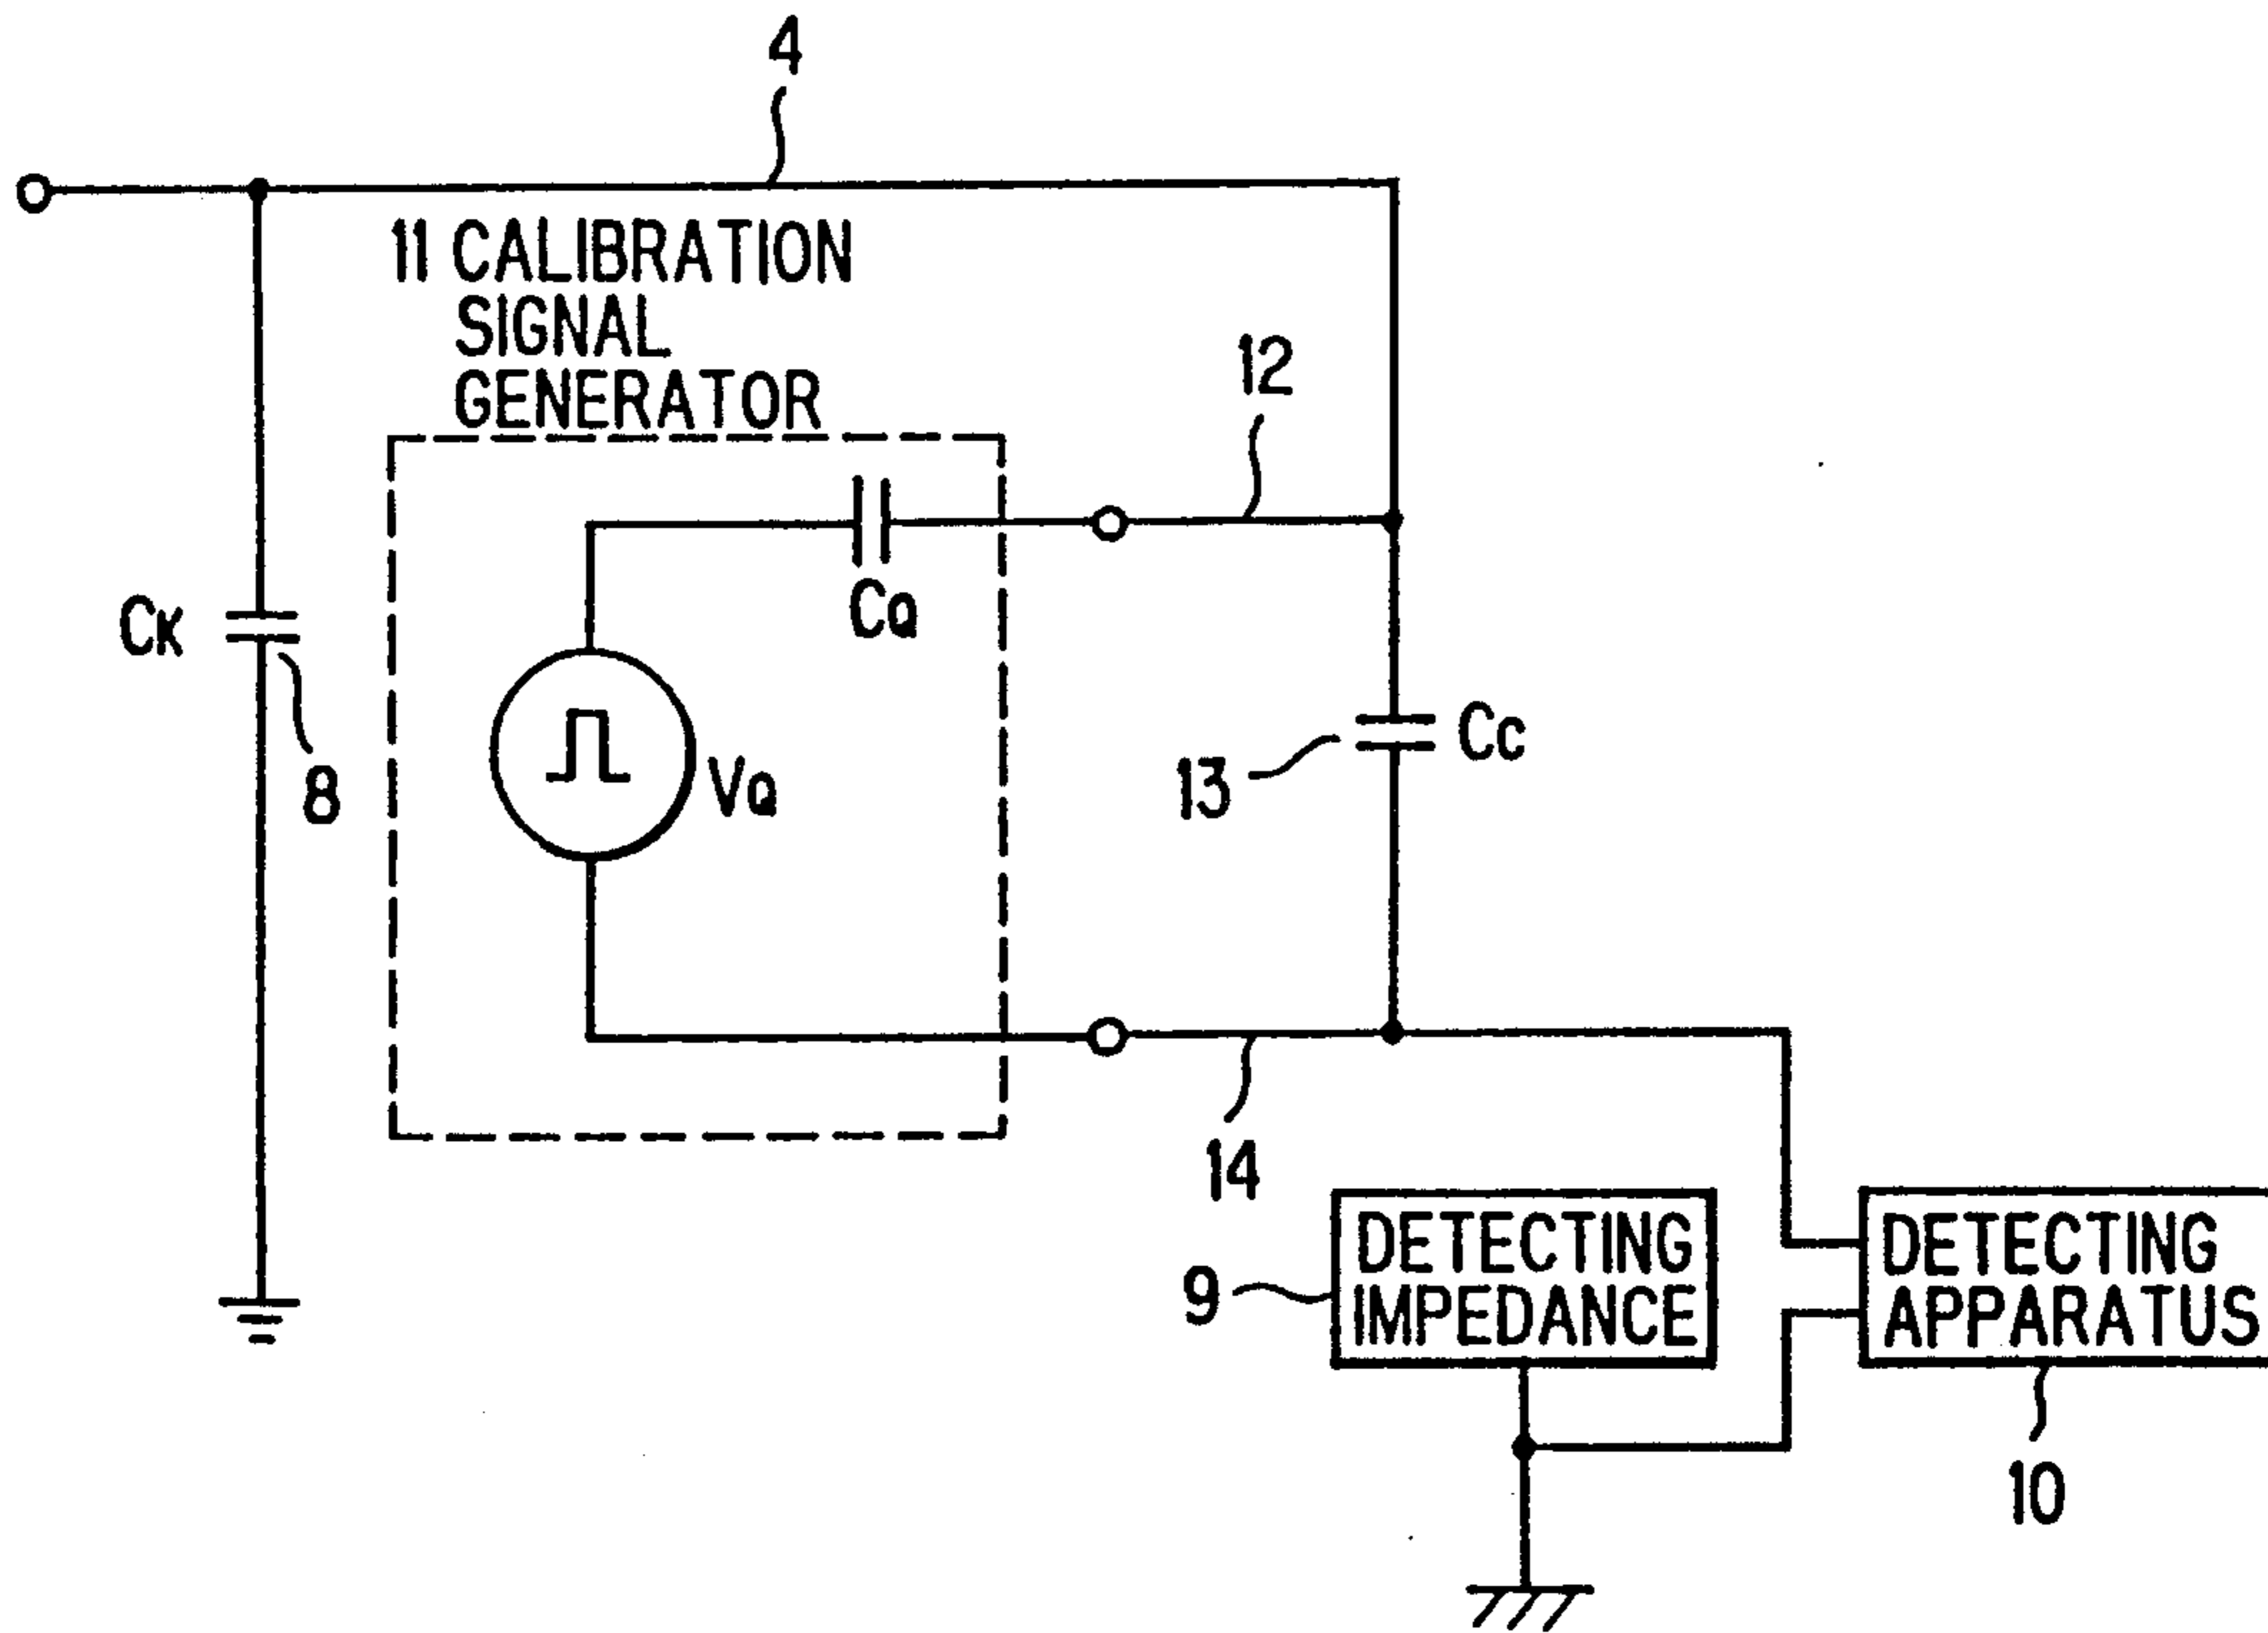 4
11 CALIBRATION
SIGNAL
GENERATOR
12
CQ
CK
8
VQ
13
CC
14
9
DETECTING
IMPEDANCE
DETECTING
APPARATUS
10